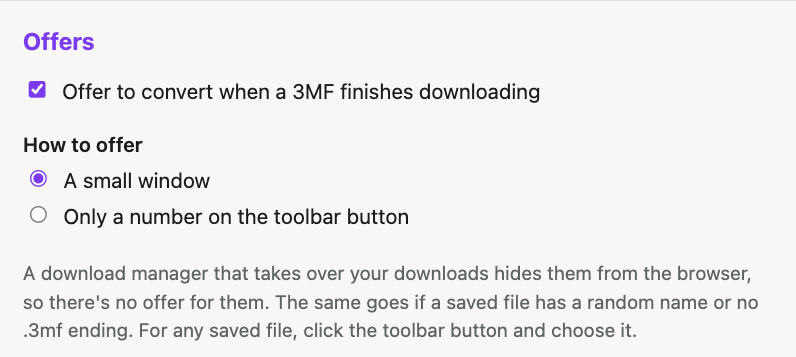 Offers
Offer to convert when a 3MF finishes downloading
How to offer
A small window
Only a number on the toolbar button
A download manager that takes over your downloads hides them from the browser,
so there's no offer for them. The same goes if a saved file has a random name or no
.3mf ending. For any saved file, click the toolbar button and choose it.